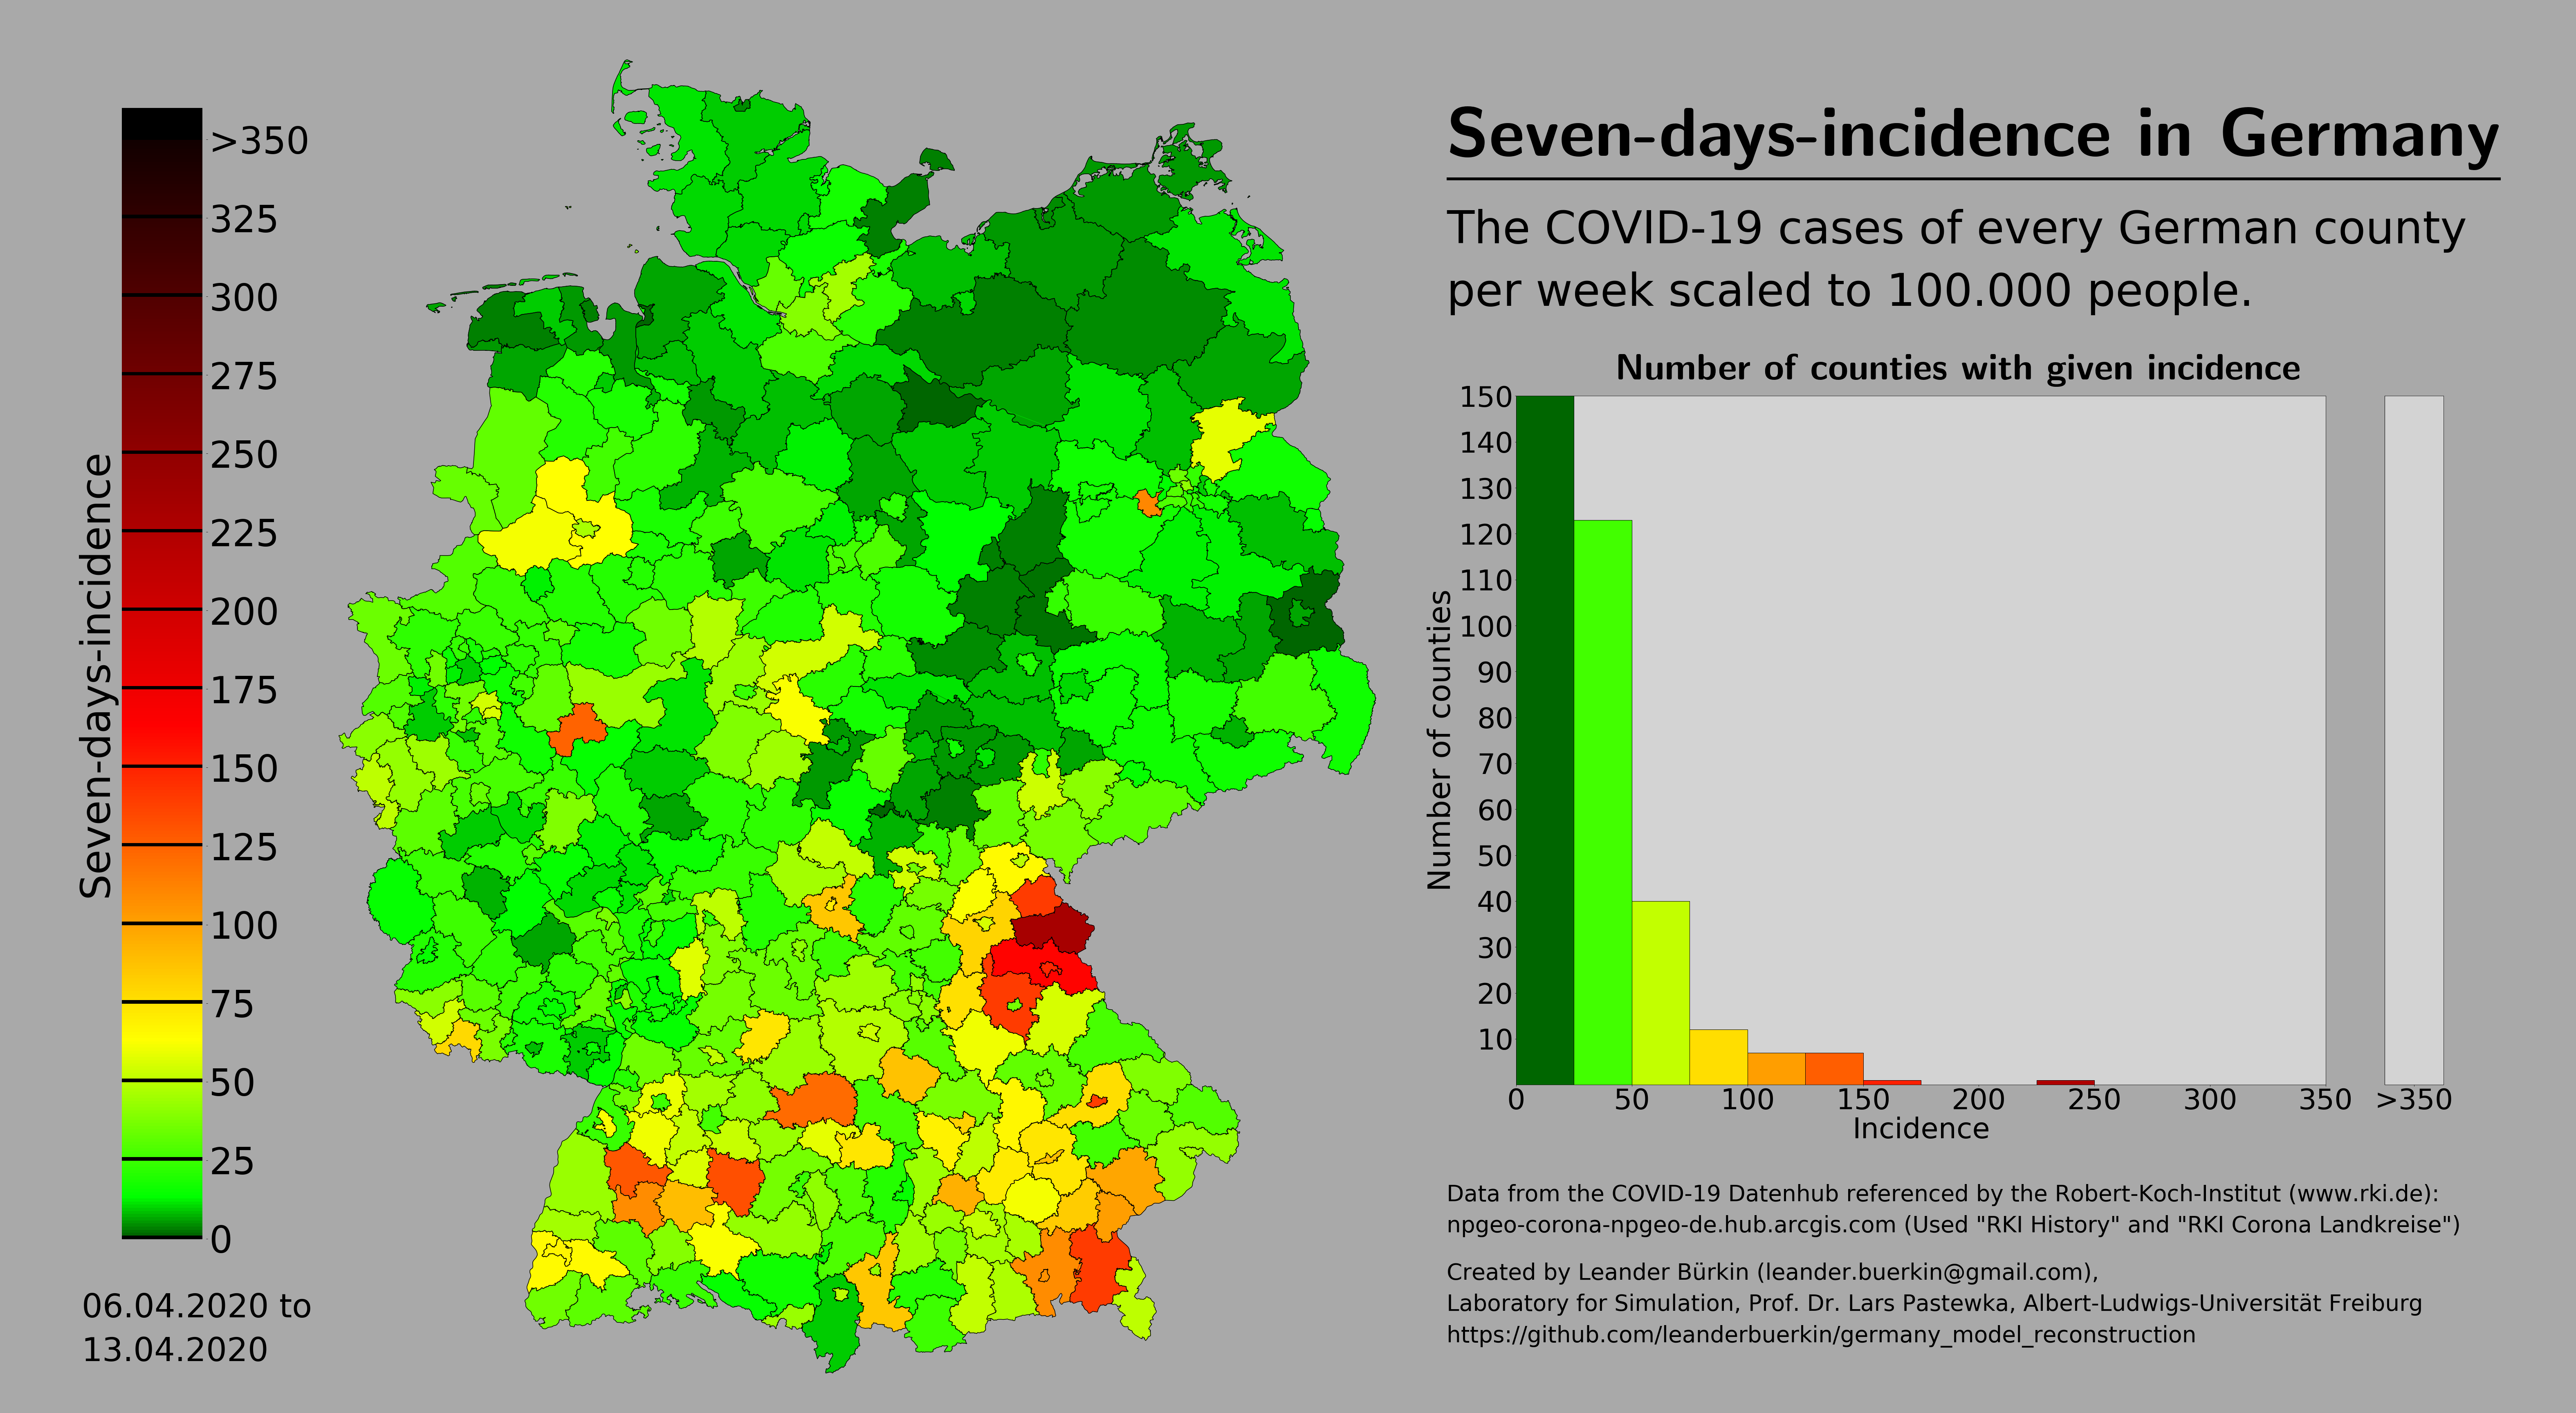 Seven-days-incidence in Germany
The COVID-19 cases of every German county
per week scaled to 100.000 people.
Seven-days-incidence
>350
325
300
275
250
225
200
175
150
125
100
75
50
25
0
06.04.2020 to
13.04.2020
Number of counties with given incidence
Number of counties
150
140
130
120
110
100
90
80
70
60
50
40
30
20
10
0 50 100 150 200 250 300 350 >350
Incidence
Data from the COVID-19 Datenhub referenced by the Robert-Koch-Institut (www.rki.de):
npgeo-corona-npgeo-de.hub.arcgis.com (Used "RKI History" and "RKI Corona Landkreise")
Created by Leander Bürkin (leander.buerkin@gmail.com),
Laboratory for Simulation, Prof. Dr. Lars Pastewka, Albert-Ludwigs-Universität Freiburg
https://github.com/leanderbuerkin/germany_model_reconstruction